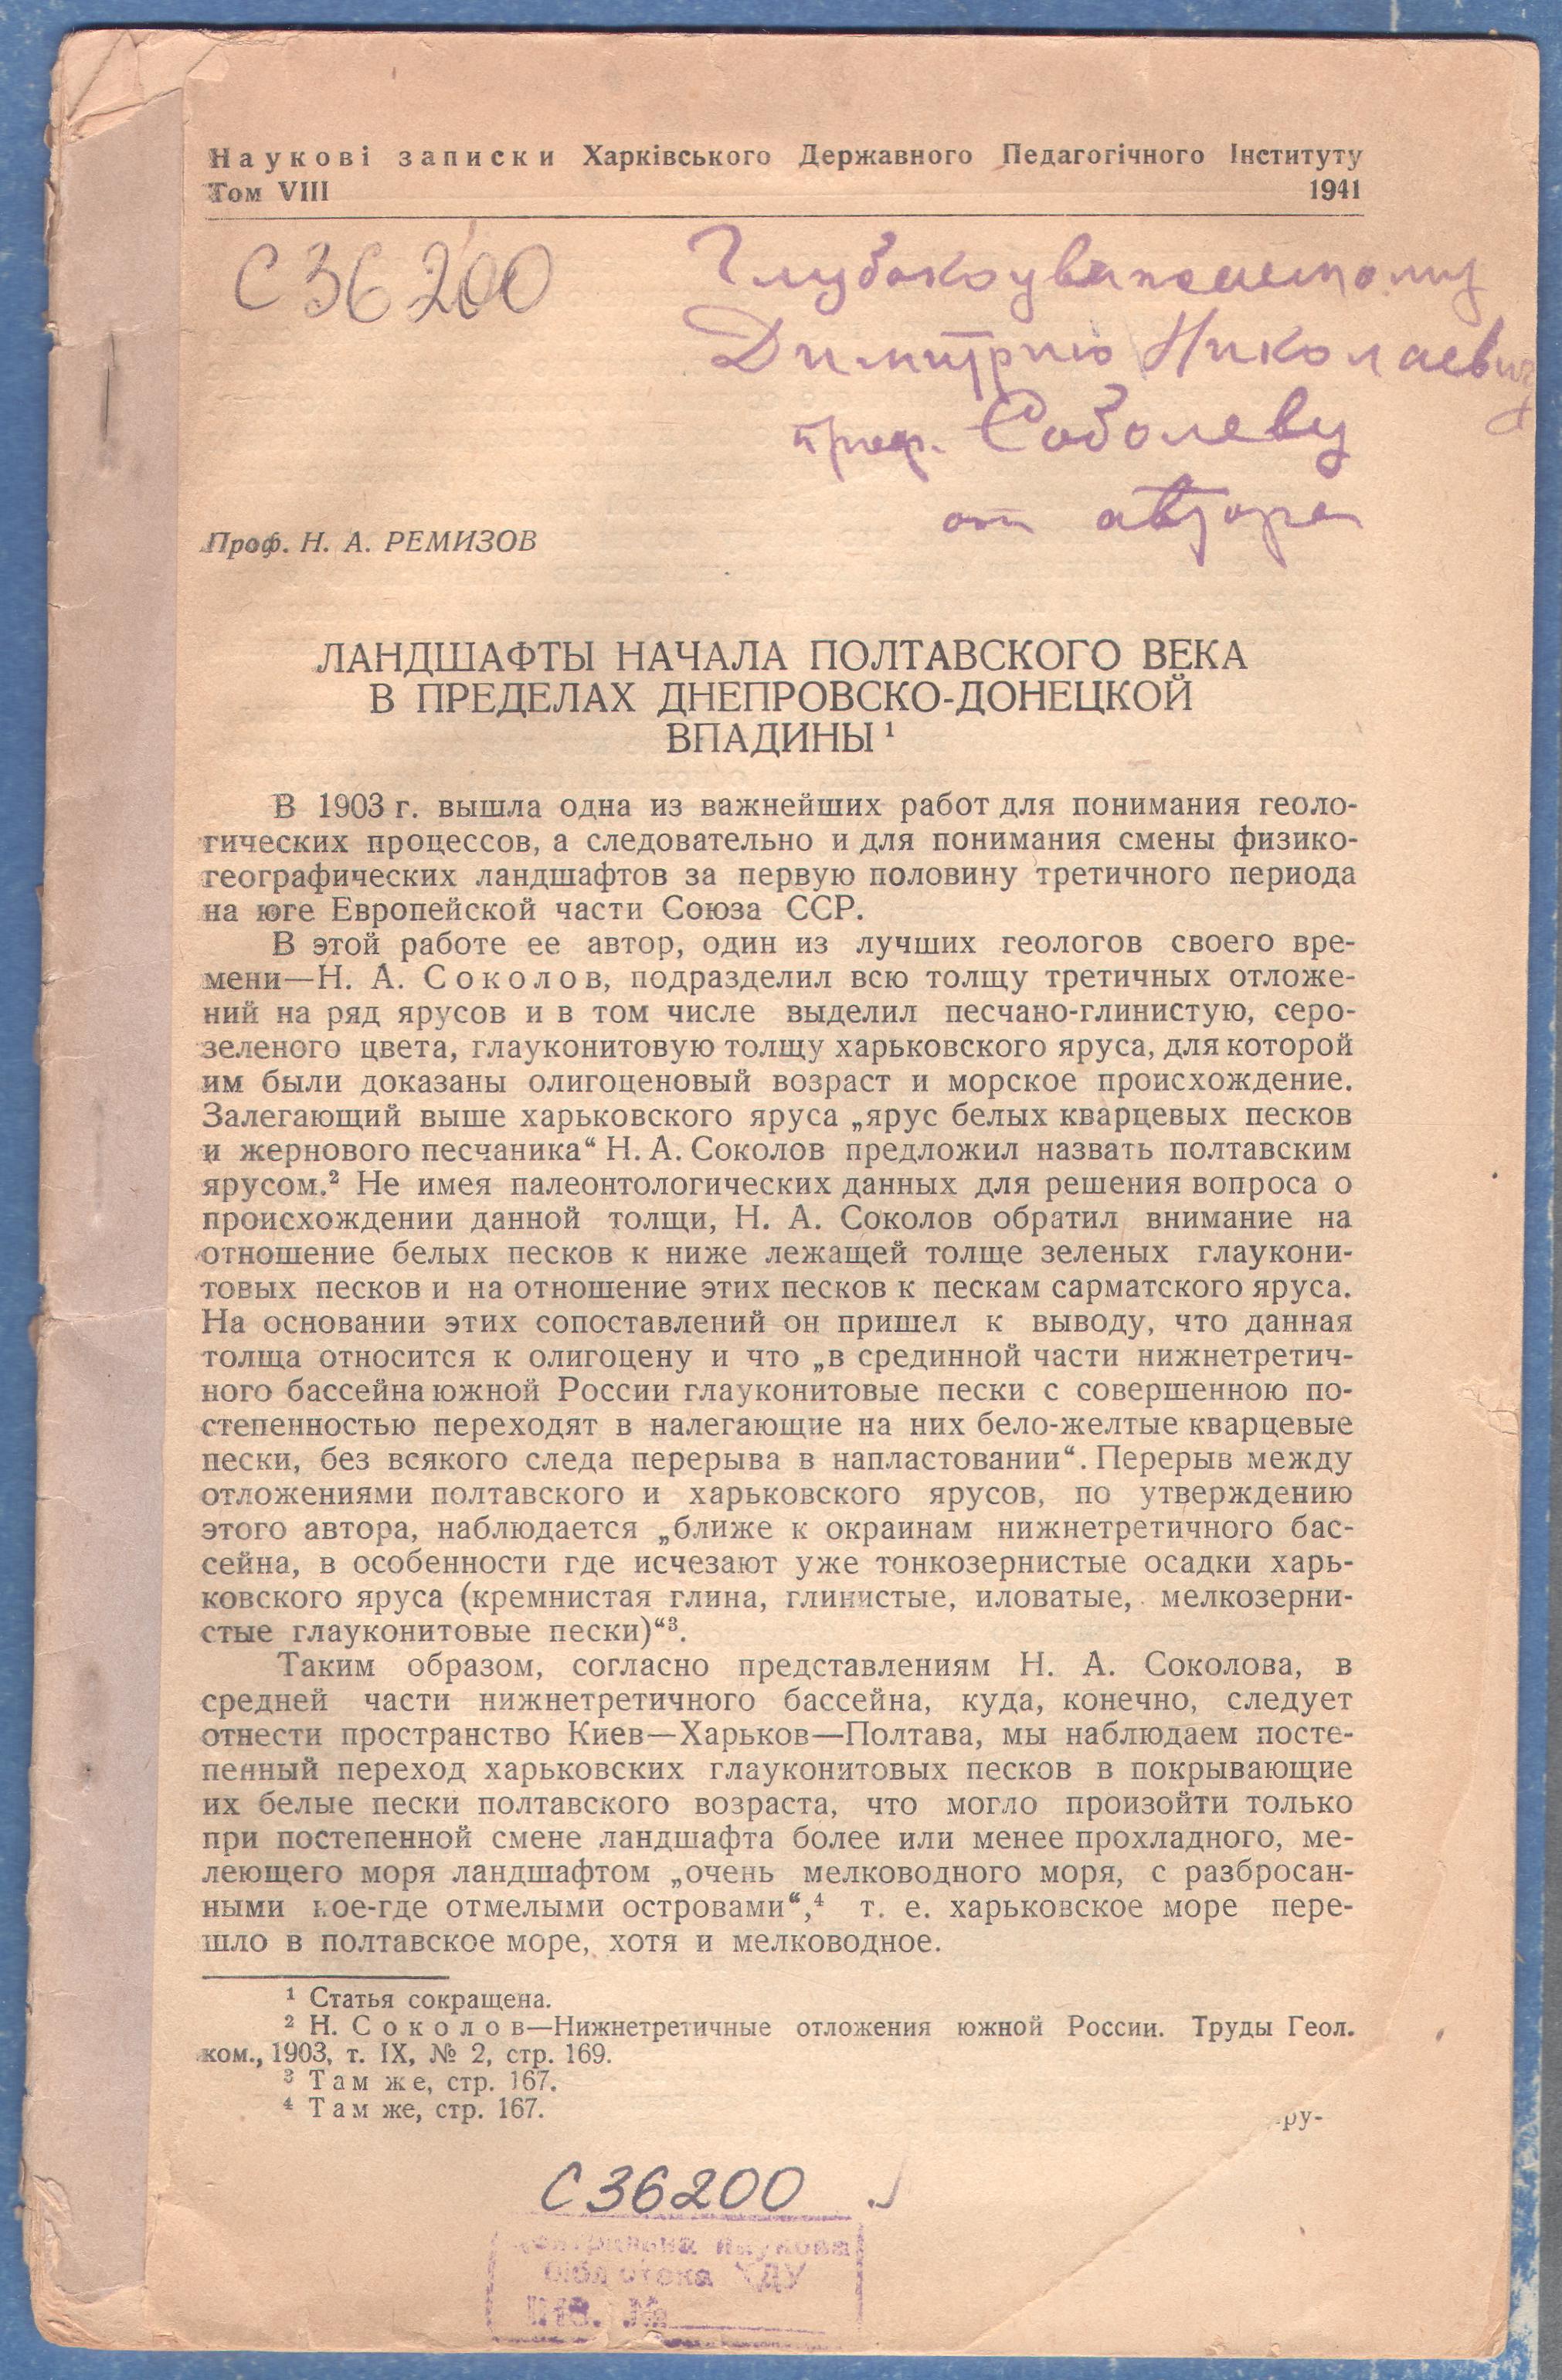 Наукові записки Харківського Державного Педагогічного Інституту
Том VIII 1941
С 36200
Глубокоуважаемому
Димитрию Николаевичу
проф. Соболеву
от автора
Проф. Н. А. РЕМИЗОВ
ЛАНДШАФТЫ НАЧАЛА ПОЛТАВСКОГО ВЕКА
В ПРЕДЕЛАХ ДНЕПРОВСКО-ДОНЕЦКОЙ
ВПАДИНЫ ¹
В 1903 г. вышла одна из важнейших работ для понимания геоло-
гических процессов, а следовательно и для понимания смены физико-
географических ландшафтов за первую половину третичного периода
на юге Европейской части Союза ССР.
В этой работе ее автор, один из лучших геологов своего вре-
мени—Н. А. Соколов, подразделил всю толщу третичных отложе-
ний на ряд ярусов и в том числе выделил песчано-глинистую, серо-
зеленого цвета, глауконитовую толщу харьковского яруса, для которой
им были доказаны олигоценовый возраст и морское происхождение.
Залегающий выше харьковского яруса „ярус белых кварцевых песков
и жернового песчаника“ Н. А. Соколов предложил назвать полтавским
ярусом.² Не имея палеонтологических данных для решения вопроса о
происхождении данной толщи, Н. А. Соколов обратил внимание на
отношение белых песков к ниже лежащей толще зеленых глаукони-
товых песков и на отношение этих песков к пескам сарматского яруса.
На основании этих сопоставлений он пришел к выводу, что данная
толща относится к олигоцену и что „в срединной части нижнетретич-
ного бассейна южной России глауконитовые пески с совершенною по-
степенностью переходят в налегающие на них бело-желтые кварцевые
пески, без всякого следа перерыва в напластовании“. Перерыв между
отложениями полтавского и харьковского ярусов, по утверждению
этого автора, наблюдается „ближе к окраинам нижнетретичного бас-
сейна, в особенности где исчезают уже тонкозернистые осадки харь-
ковского яруса (кремнистая глина, глинистые, иловатые, мелкозерни-
стые глауконитовые пески)“³.
Таким образом, согласно представлениям Н. А. Соколова, в
средней части нижнетретичного бассейна, куда, конечно, следует
отнести пространство Киев—Харьков—Полтава, мы наблюдаем посте-
пенный переход харьковских глауконитовых песков в покрывающие
их белые пески полтавского возраста, что могло произойти только
при постепенной смене ландшафта более или менее прохладного, ме-
леющего моря ландшафтом „очень мелководного моря, с разбросан-
ными кое-где отмелыми островами“,⁴ т. е. харьковское море пере-
шло в полтавское море, хотя и мелководное.
¹ Статья сокращена.
² Н. Соколов—Нижнетретичные отложения южной России. Труды Геол.
ком., 1903, т. IX, № 2, стр. 169.
³ Там же, стр. 167.
⁴ Там же, стр. 167.
ру-
С 36200
Центральна наукова
бібліотека ХДУ
Інв. №